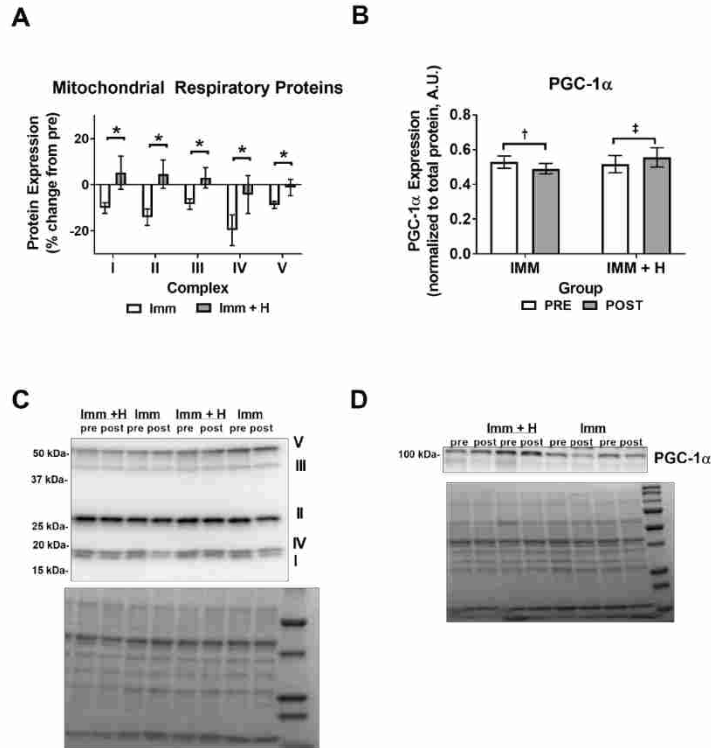 A
Mitochondrial Respiratory Proteins
Protein Expression
(% change from pre)
20
0
-20
*
*
*
*
*
I II III IV V
Complex
Imm Imm + H
B
PGC-1α
PGC-1α Expression
(normalized to total protein, A.U.)
0.8
0.6
0.4
0.2
0.0
† ‡
IMM IMM + H
Group
PRE POST
C
Imm +H Imm Imm + H Imm
pre post pre post pre post pre post
50 kDa-
37 kDa-
25 kDa-
20 kDa-
15 kDa-
V
III
II
IV
I
D
Imm + H Imm
pre post pre post pre post pre post
100 kDa-
PGC-1α